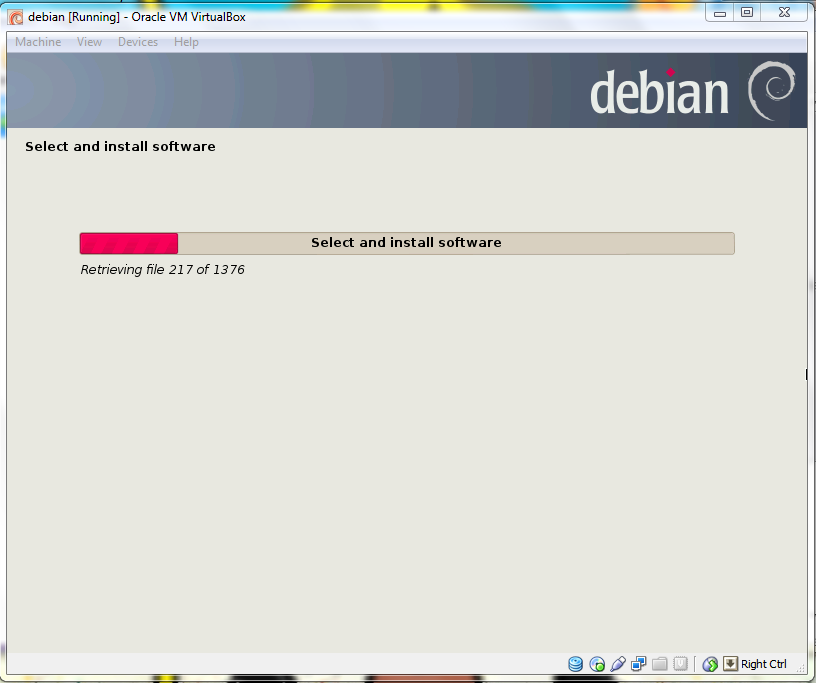 debian [Running] - Oracle VM VirtualBox
Machine View Devices Help
debian
Select and install software
Select and install software
Retrieving file 217 of 1376
Right Ctrl